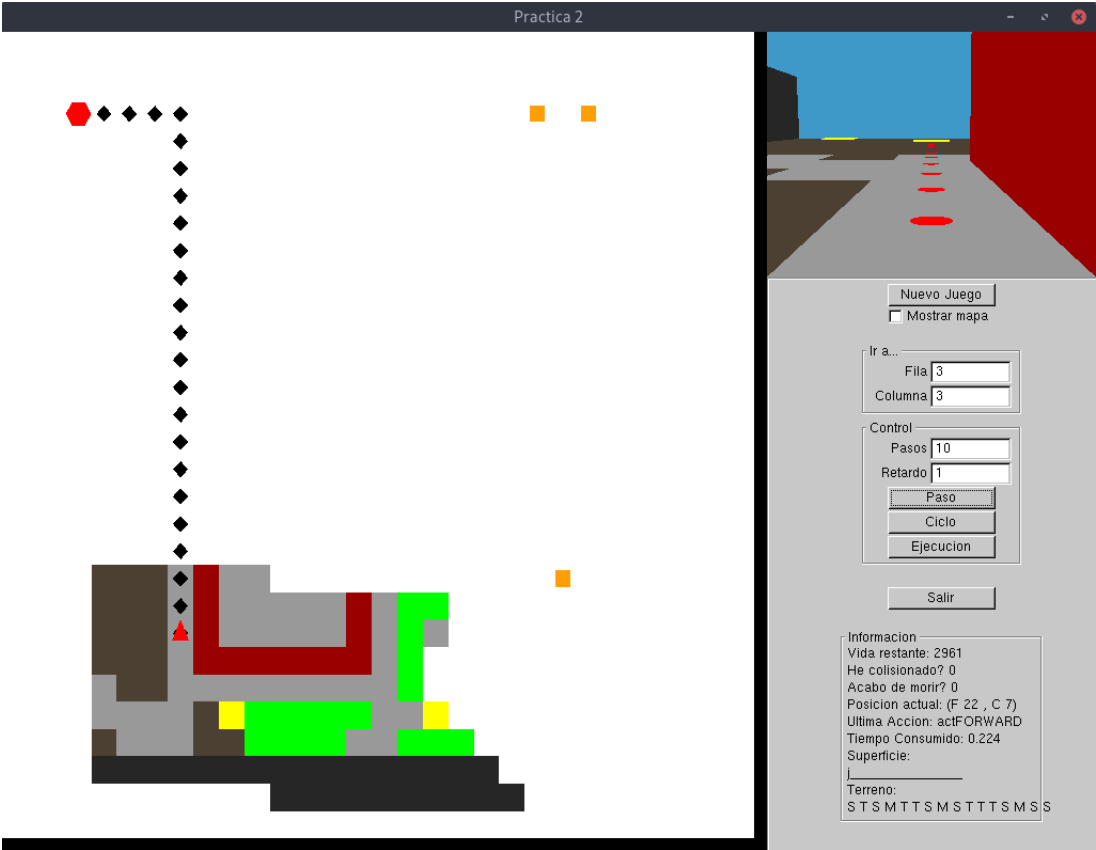 Practica 2
Nuevo Juego
Mostrar mapa
Ir a...
Fila 3
Columna 3
Control
Pasos 10
Retardo 1
Paso
Ciclo
Ejecucion
Salir
Informacion
Vida restante: 2961
He colisionado? 0
Acabo de morir? 0
Posicion actual: (F 22 , C 7)
Ultima Accion: actFORWARD
Tiempo Consumido: 0.224
Superficie:
j_______________
Terreno:
S T S M T T S M S T T T S M S S